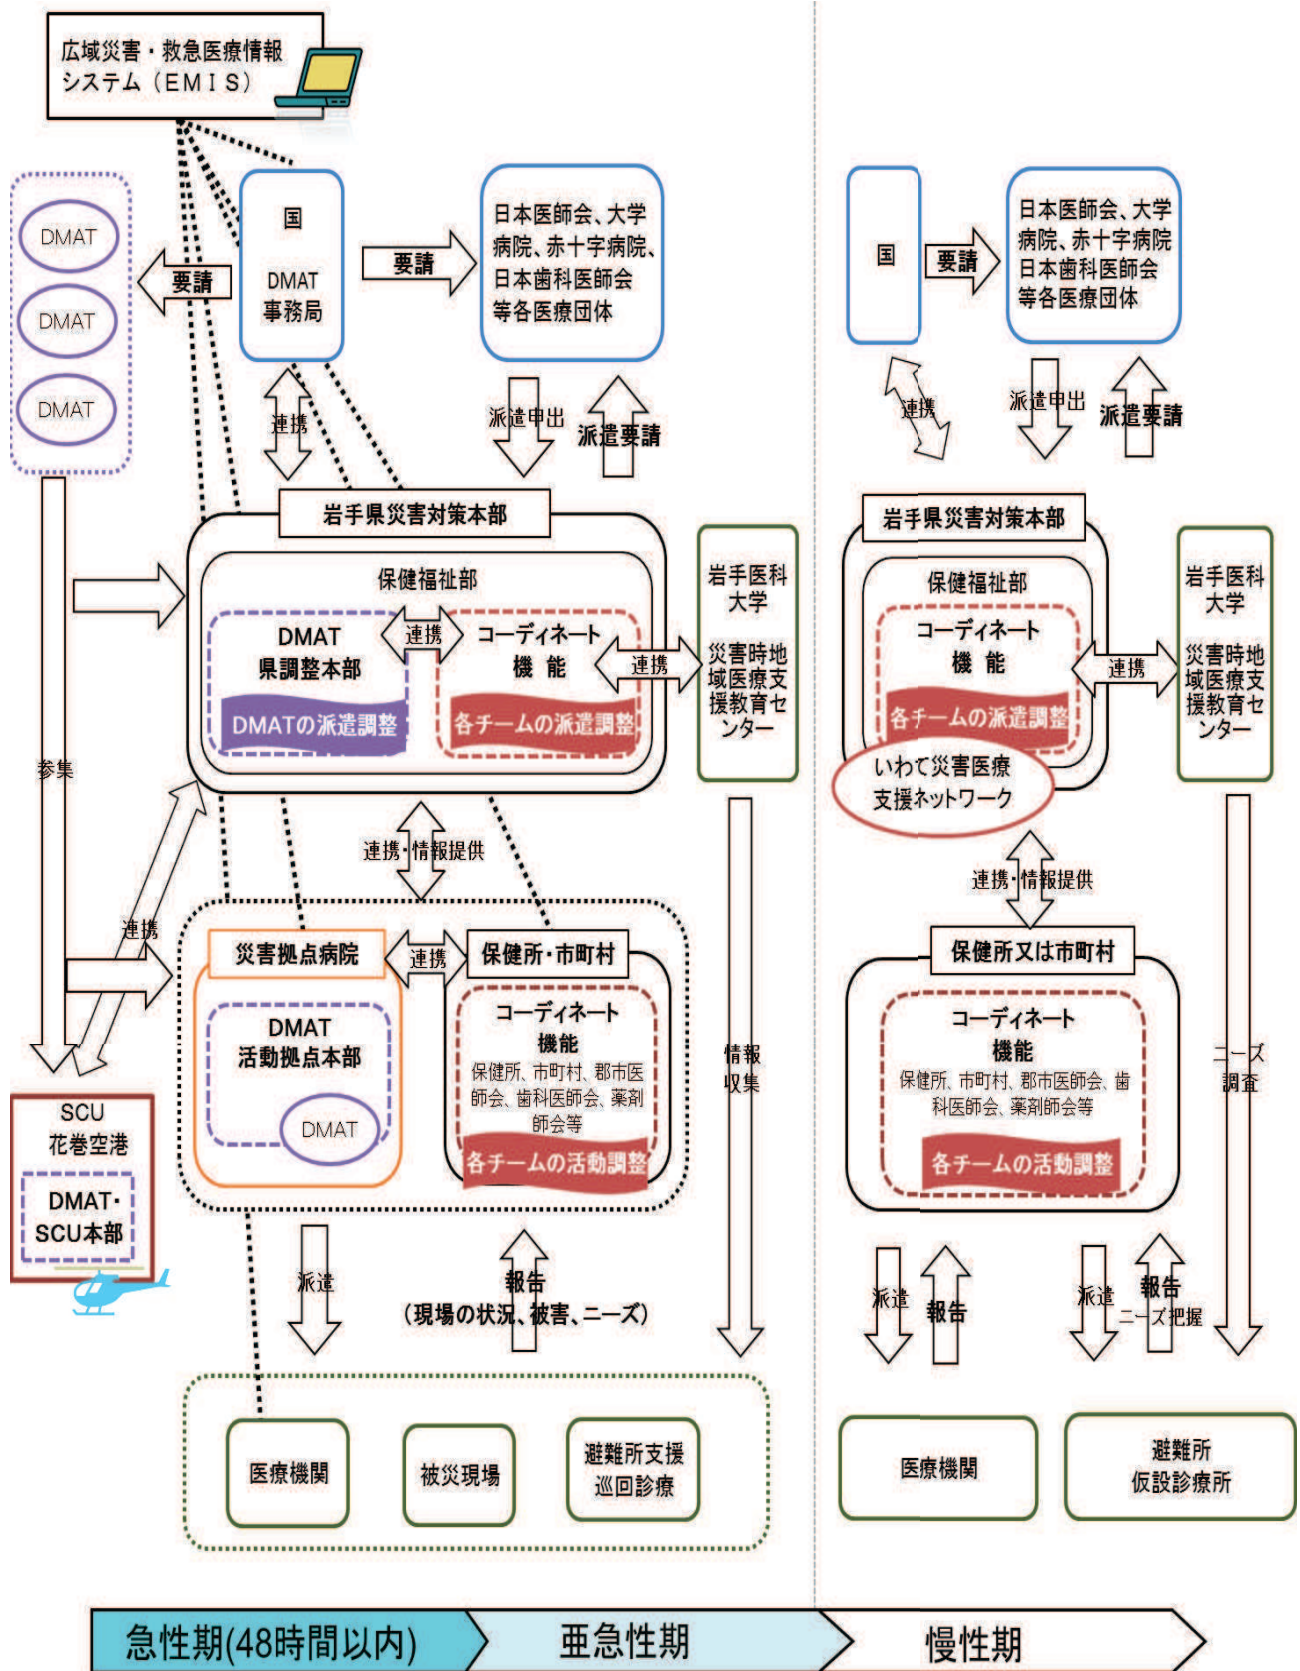 広域災害・救急医療情報
システム（ＥＭＩＳ）
DMAT
DMAT
DMAT
要請
国
DMAT
事務局
要請
日本医師会、大学
病院、赤十字病院、
日本歯科医師会
等各医療団体
連携
派遣申出
派遣要請
岩手県災害対策本部
保健福祉部
DMAT
県調整本部
DMATの派遣調整
連携
コーディネート
機 能
各チームの派遣調整
連携
岩手医科
大学
災害時地
域医療支
援教育セ
ンター
参集
連携
連携・情報提供
災害拠点病院
DMAT
活動拠点本部
DMAT
連携
保健所・市町村
コーディネート
機能
保健所、市町村、郡市医
師会、歯科医師会、薬剤
師会等
各チームの活動調整
情報
収集
SCU
花巻空港
DMAT・
SCU本部
派遣
報告
（現場の状況、被害、ニーズ）
医療機関
被災現場
避難所支援
巡回診療
国
要請
日本医師会、大学
病院、赤十字病院
日本歯科医師会
等各医療団体
連携
派遣申出
派遣要請
岩手県災害対策本部
保健福祉部
コーディネート
機 能
各チームの派遣調整
いわて災害医療
支援ネットワーク
連携
岩手医科
大学
災害時地
域医療支
援教育セ
ンター
連携・情報提供
保健所又は市町村
コーディネート
機能
保健所、市町村、郡市医師会、歯
科医師会、薬剤師会等
各チームの活動調整
ニーズ
調査
派遣
報告
派遣
報告
ニーズ把握
医療機関
避難所
仮設診療所
急性期(48時間以内)
亜急性期
慢性期